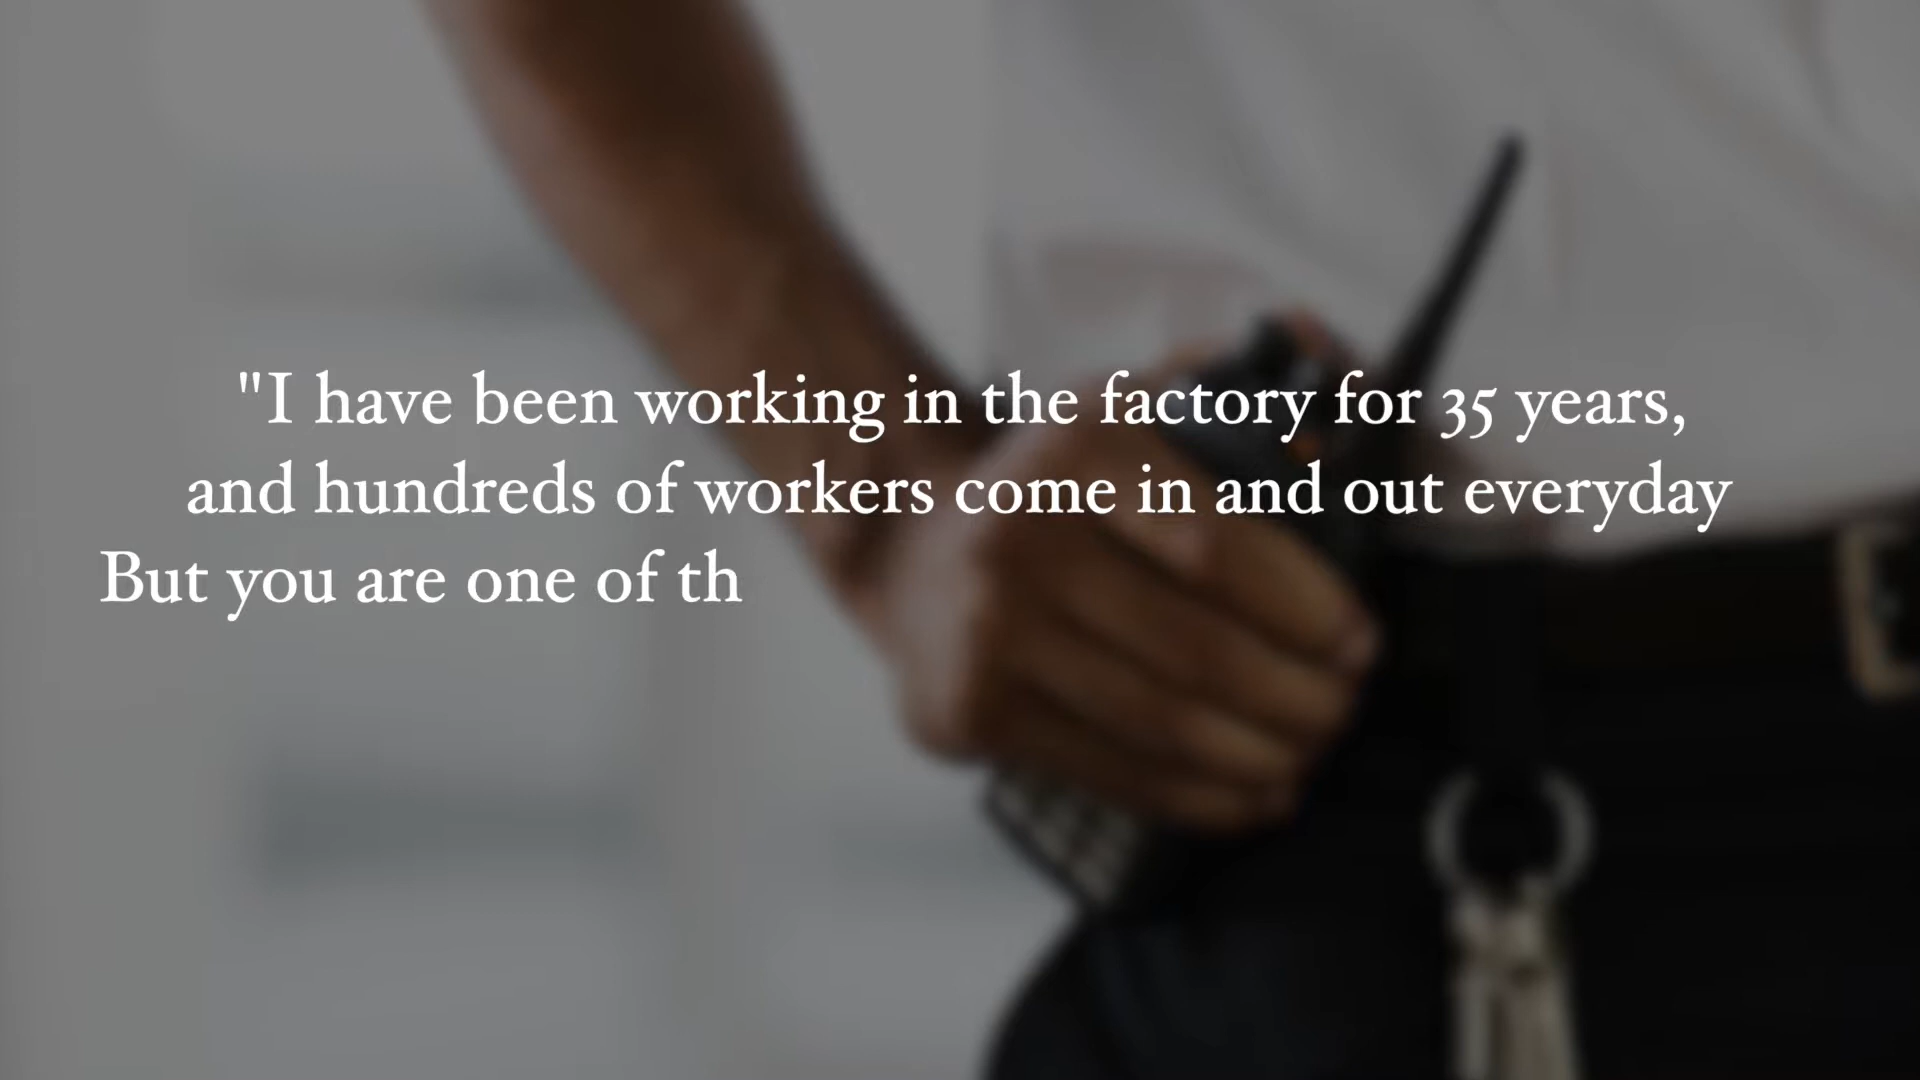 "I have been working in the factory for 35 years,
and hundreds of workers come in and out everyday
But you are one of th